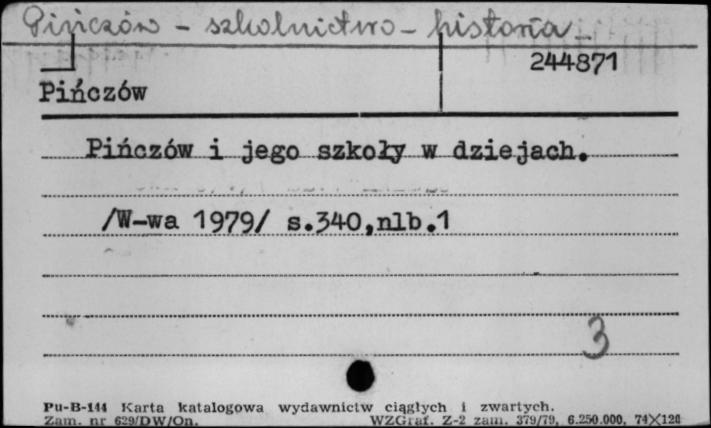 Pińczów - szkolnictwo - historia
244871
Pińczów
Pińczów i jego szkoły w dziejach.
/W-wa 1979/ s.340,nlb.1
3
Pu-B-144 Karta katalogowa wydawnictw ciągłych i zwartych.
Zam. nr 629/DW/On. WZGraf. Z-2 zam. 379/79, 6.250.000, 74X120